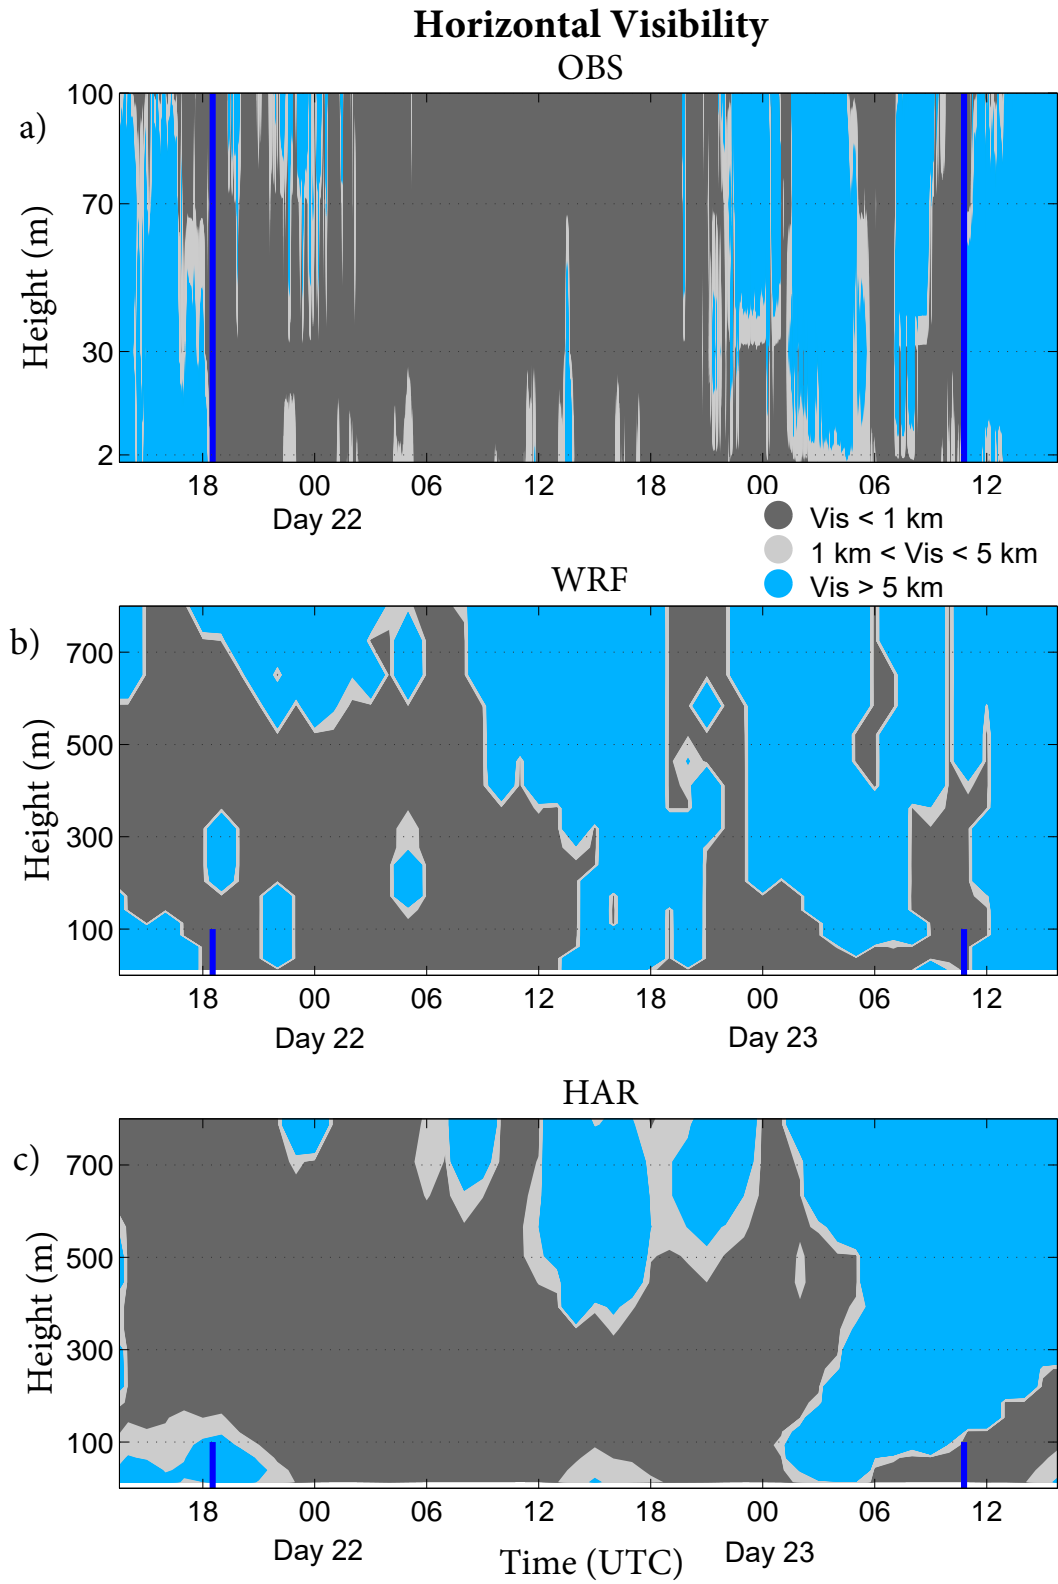 Horizontal Visibility
OBS
a)
100
70
30
2
Height (m)
18 00 06 12 18 00 06 12
Day 22
Vis < 1 km
1 km < Vis < 5 km
Vis > 5 km
WRF
b)
700
500
300
100
Height (m)
18 00 06 12 18 00 06 12
Day 22 Day 23
HAR
c)
700
500
300
100
Height (m)
18 00 06 12 18 00 06 12
Day 22 Day 23
Time (UTC)